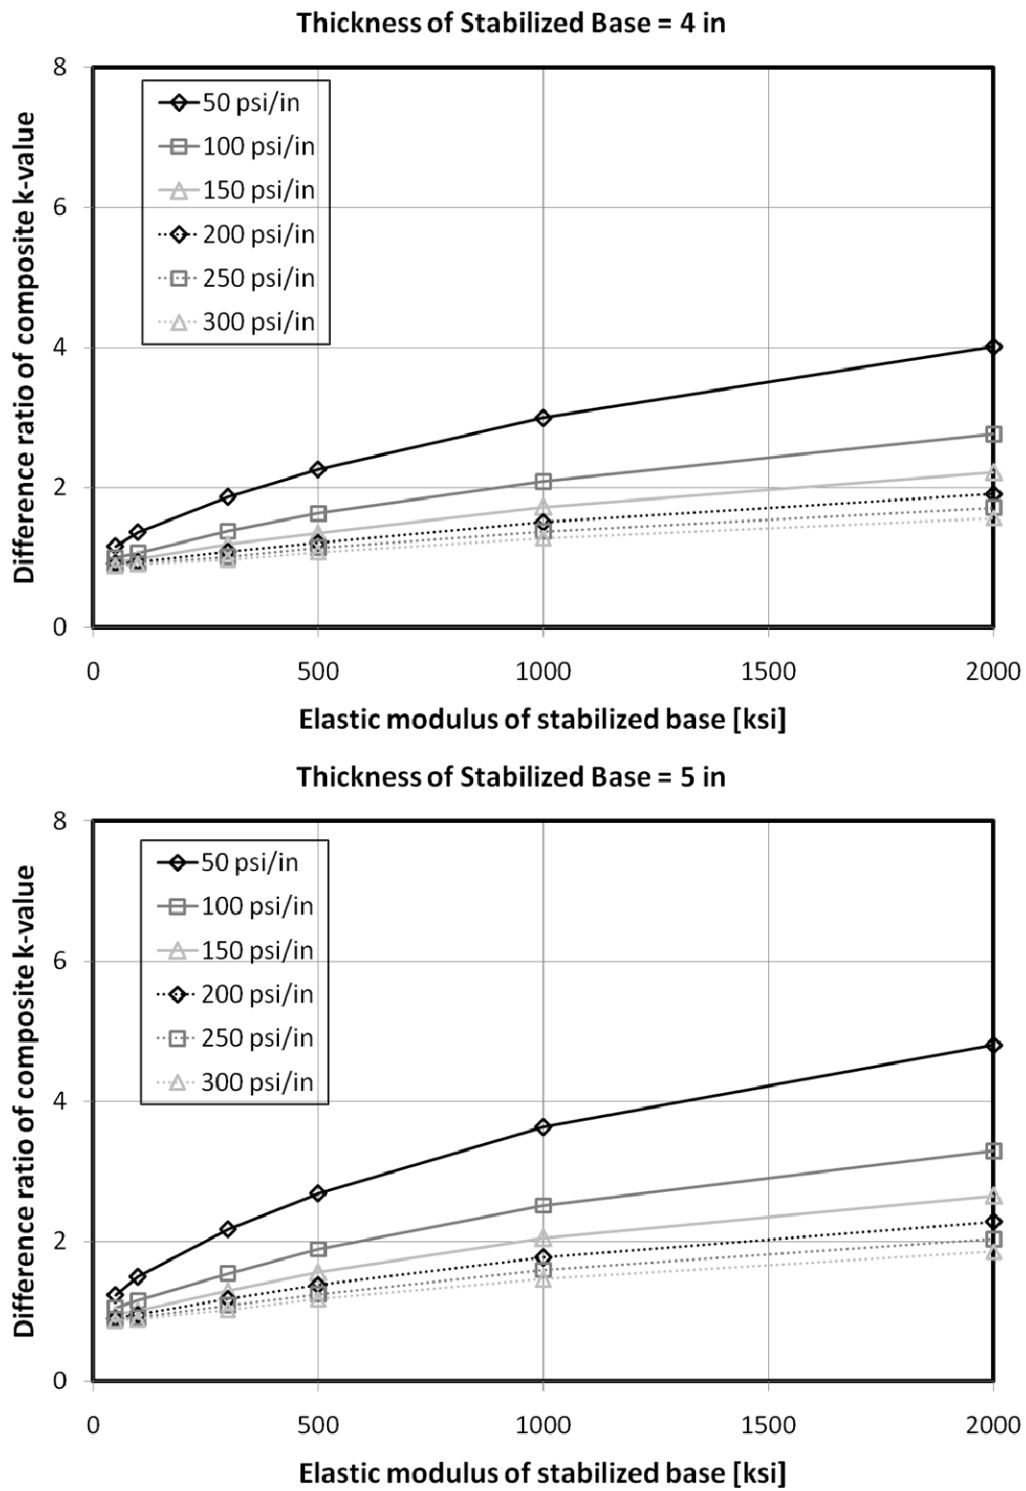 Thickness of Stabilized Base = 4 in
Difference ratio of composite k-value
8
6
4
2
0
50 psi/in
100 psi/in
150 psi/in
200 psi/in
250 psi/in
300 psi/in
0 500 1000 1500 2000
Elastic modulus of stabilized base [ksi]
Thickness of Stabilized Base = 5 in
Difference ratio of composite k-value
8
6
4
2
0
50 psi/in
100 psi/in
150 psi/in
200 psi/in
250 psi/in
300 psi/in
0 500 1000 1500 2000
Elastic modulus of stabilized base [ksi]